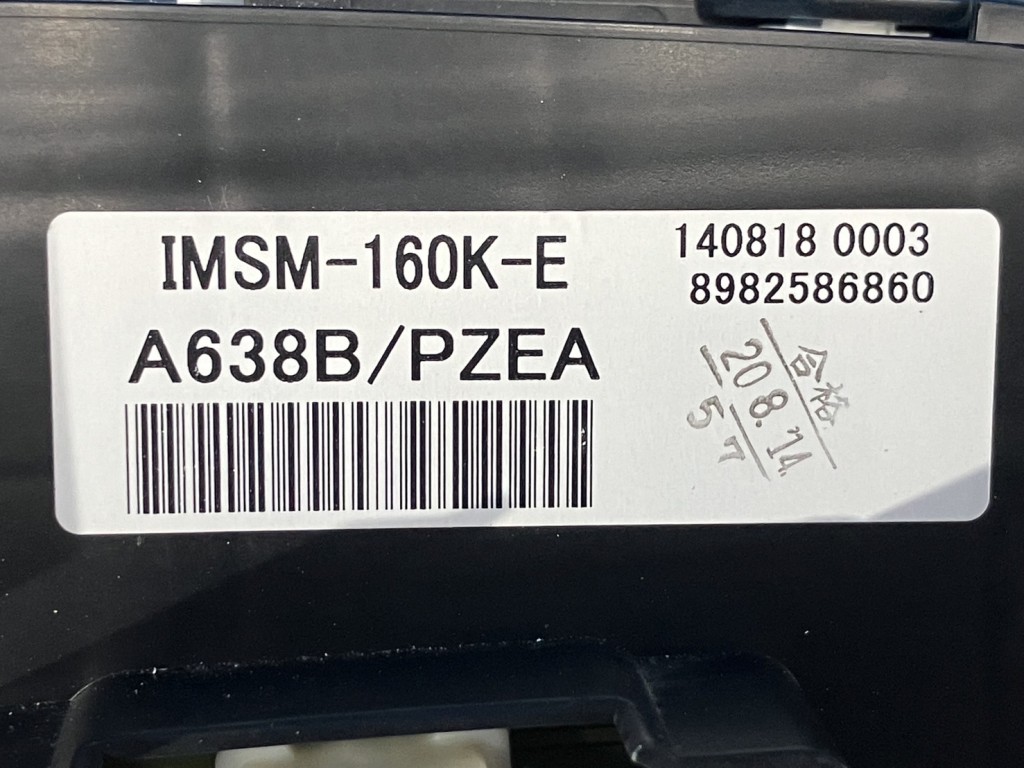 IMSM-160K-E
140818 0003
8982586860
A638B/PZEA
合格
20 8.14
5